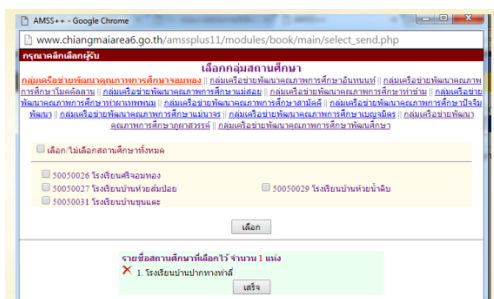 AMSS++ - Google Chrome
www.chiangmaiarea6.go.th/amssplus11/modules/book/main/select_send.php
กรุณาคลิกเลือกผู้รับ
เลือกกลุ่มสถานศึกษา
กลุ่มเครือข่ายพัฒนาคุณภาพการศึกษาจอมทอง || กลุ่มเครือข่ายพัฒนาคุณภาพการศึกษาอินทนนท์ || กลุ่มเครือข่ายพัฒนาคุณภาพ
การศึกษาโมคคัลลาน || กลุ่มเครือข่ายพัฒนาคุณภาพการศึกษาแม่สอย || กลุ่มเครือข่ายพัฒนาคุณภาพการศึกษาท่าข้าม || กลุ่มเครือข่าย
พัฒนาคุณภาพการศึกษาท่าผาเทพพนม || กลุ่มเครือข่ายพัฒนาคุณภาพการศึกษาสามัคคี || กลุ่มเครือข่ายพัฒนาคุณภาพการศึกษาปัจฉิม
พัฒนา || กลุ่มเครือข่ายพัฒนาคุณภาพการศึกษาแม่นาจร || กลุ่มเครือข่ายพัฒนาคุณภาพการศึกษาเบญจมิตร || กลุ่มเครือข่ายพัฒนา
คุณภาพการศึกษาภูผาสวรรค์ || กลุ่มเครือข่ายพัฒนาคุณภาพการศึกษาพัฒนศึกษา
เลือก/ไม่เลือกสถานศึกษาทั้งหมด
50050026 โรงเรียนศรีจอมทอง
50050027 โรงเรียนบ้านห้วยส้มป่อย 50050029 โรงเรียนบ้านห้วยน้ำดิบ
50050031 โรงเรียนบ้านขุนแตะ
เลือก
รายชื่อสถานศึกษาที่เลือกไว้ จำนวน 1 แห่ง
1. โรงเรียนบ้านปากทางท่าลี่
เสร็จ